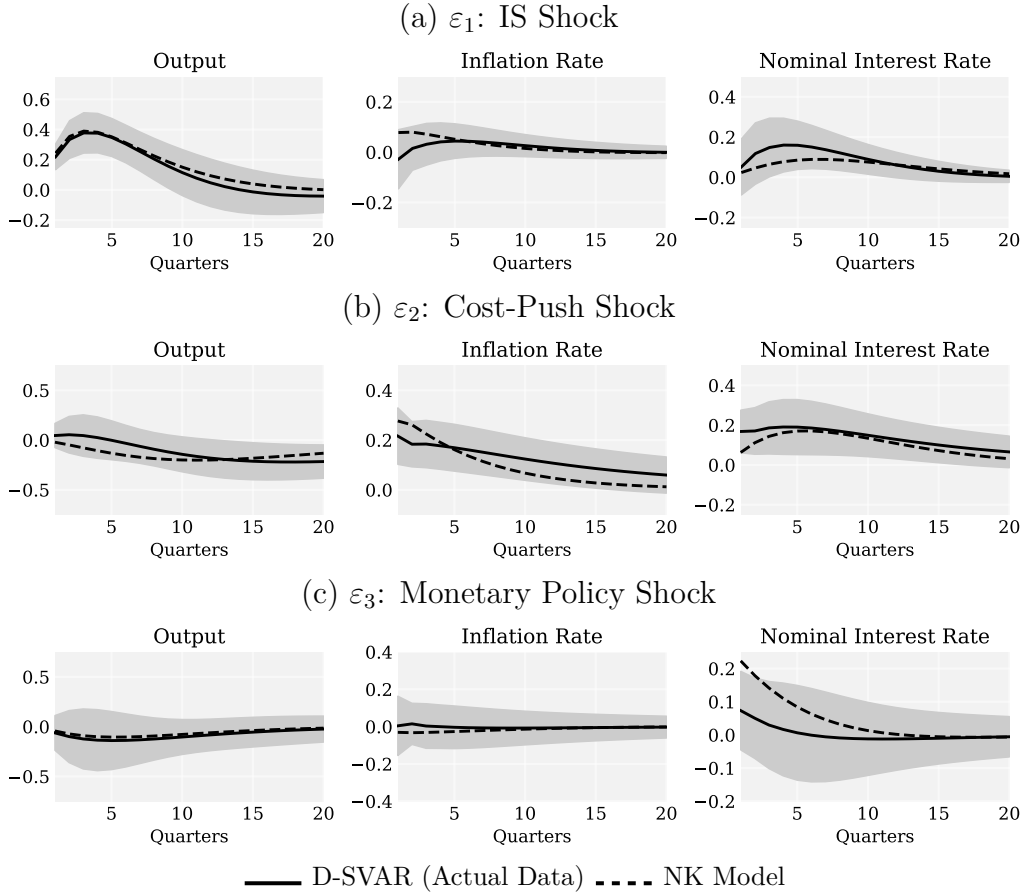 (a) ε₁: IS Shock
Output Inflation Rate Nominal Interest Rate
0.6 0.4 0.2 0.0 −0.2
0.2 0.0 −0.2
0.4 0.2 0.0 −0.2
5 10 15 20 5 10 15 20 5 10 15 20
Quarters Quarters Quarters
(b) ε₂: Cost-Push Shock
Output Inflation Rate Nominal Interest Rate
0.5 0.0 −0.5
0.4 0.2 0.0
0.4 0.2 0.0 −0.2
5 10 15 20 5 10 15 20 5 10 15 20
Quarters Quarters Quarters
(c) ε₃: Monetary Policy Shock
Output Inflation Rate Nominal Interest Rate
0.5 0.0 −0.5
0.4 0.2 0.0 −0.2 −0.4
0.2 0.1 0.0 −0.1 −0.2
5 10 15 20 5 10 15 20 5 10 15 20
Quarters Quarters Quarters
D-SVAR (Actual Data) NK Model